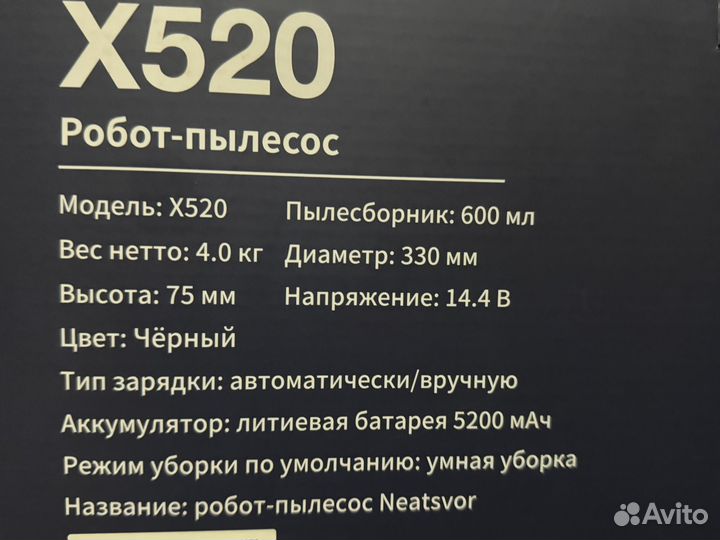 X520
Робот-пылесос
Модель: X520 Пылесборник: 600 мл
Вес нетто: 4.0 кг Диаметр: 330 мм
Высота: 75 мм Напряжение: 14.4 В
Цвет: Чёрный
Тип зарядки: автоматически/вручную
Аккумулятор: литиевая батарея 5200 мАч
Режим уборки по умолчанию: умная уборка
Название: робот-пылесос Neatsvor
Avito